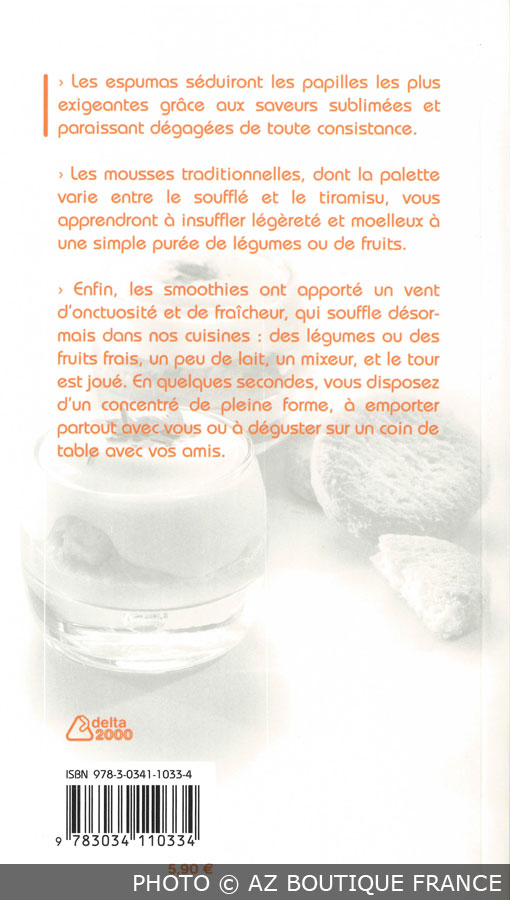 › Les espumas séduiront les papilles les plus
exigeantes grâce aux saveurs sublimées et
paraissant dégagées de toute consistance.
› Les mousses traditionnelles, dont la palette
varie entre le soufflé et le tiramisu, vous
apprendront à insuffler légèreté et moelleux à
une simple purée de légumes ou de fruits.
› Enfin, les smoothies ont apporté un vent
d'onctuosité et de fraîcheur, qui souffle désor-
mais dans nos cuisines : des légumes ou des
fruits frais, un peu de lait, un mixeur, et le tour
est joué. En quelques secondes, vous disposez
d'un concentré de pleine forme, à emporter
partout avec vous ou à déguster sur un coin de
table avec vos amis.
delta
2000
ISBN 978-3-0341-1033-4
9 783034 110334
5,90 €
PHOTO © AZ BOUTIQUE FRANCE